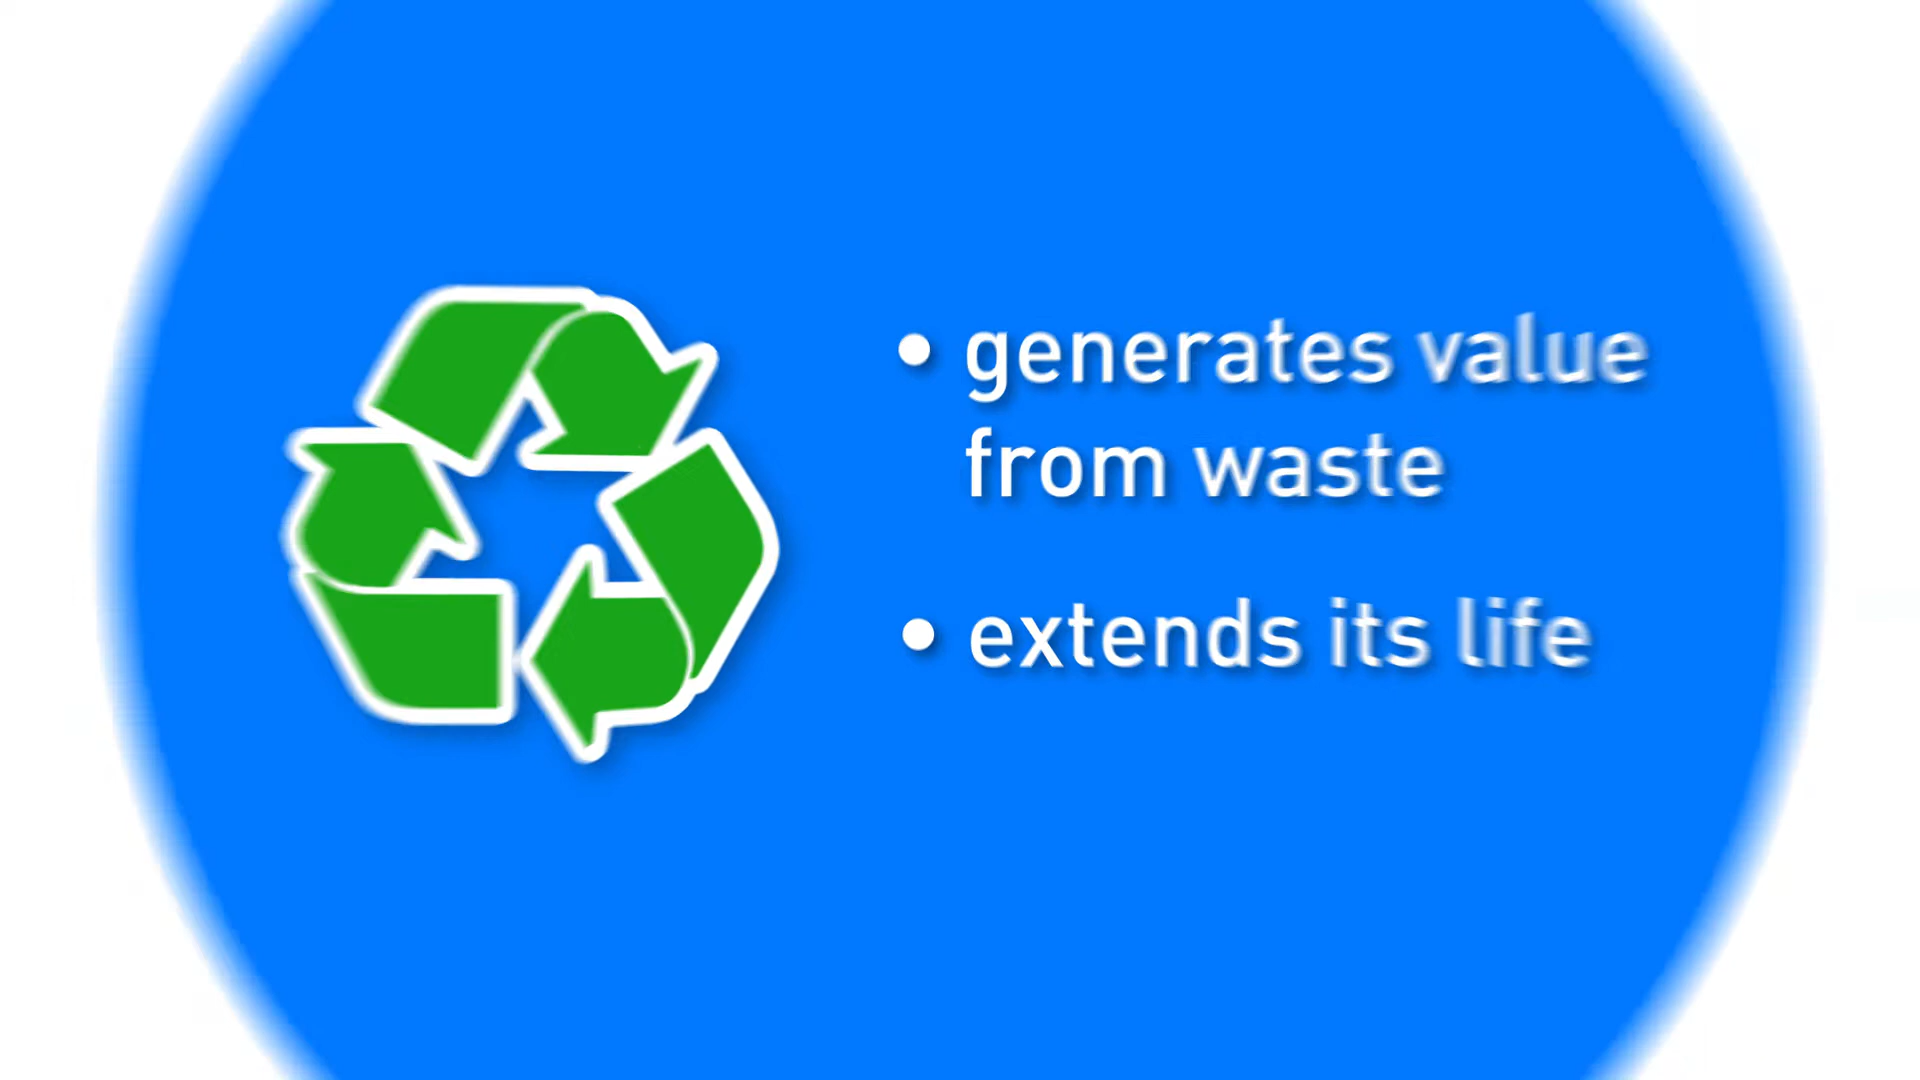 • generates value
from waste
• extends its life